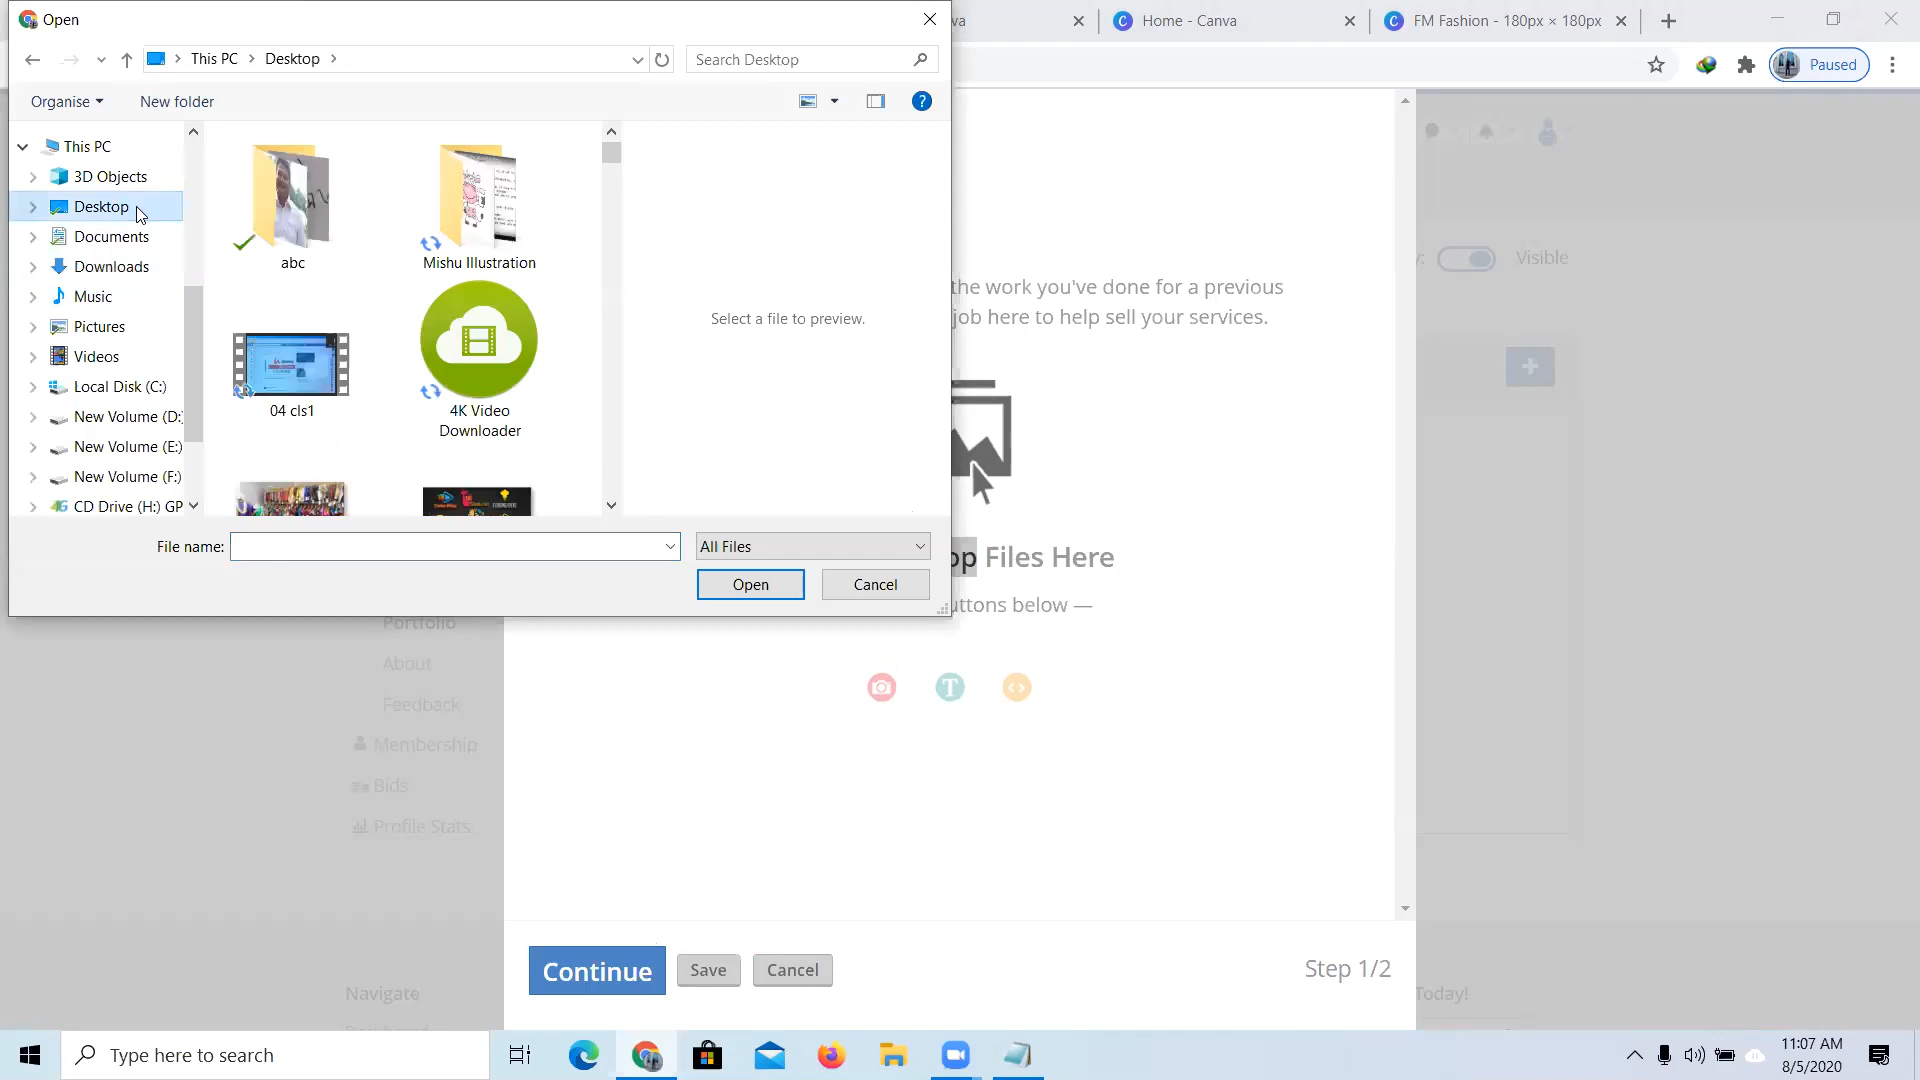 Open
va
Home - Canva
FM Fashion - 180px × 180px
This PC
Desktop
Search Desktop
Paused
Organise
New folder
This PC
3D Objects
Desktop
Documents
Downloads
Music
Pictures
Videos
Local Disk (C:)
New Volume (D:
New Volume (E:)
New Volume (F:)
CD Drive (H:) GP
abc
Mishu Illustration
04 cls1
4K Video
Downloader
Select a file to preview.
File name:
All Files
Open
Cancel
y:
Visible
the work you've done for a previous
job here to help sell your services.
op Files Here
uttons below —
Portfolio
About
Feedback
Membership
Bids
Profile Stats
Continue
Save
Cancel
Step 1/2
Navigate
Today!
Type here to search
11:07 AM
8/5/2020